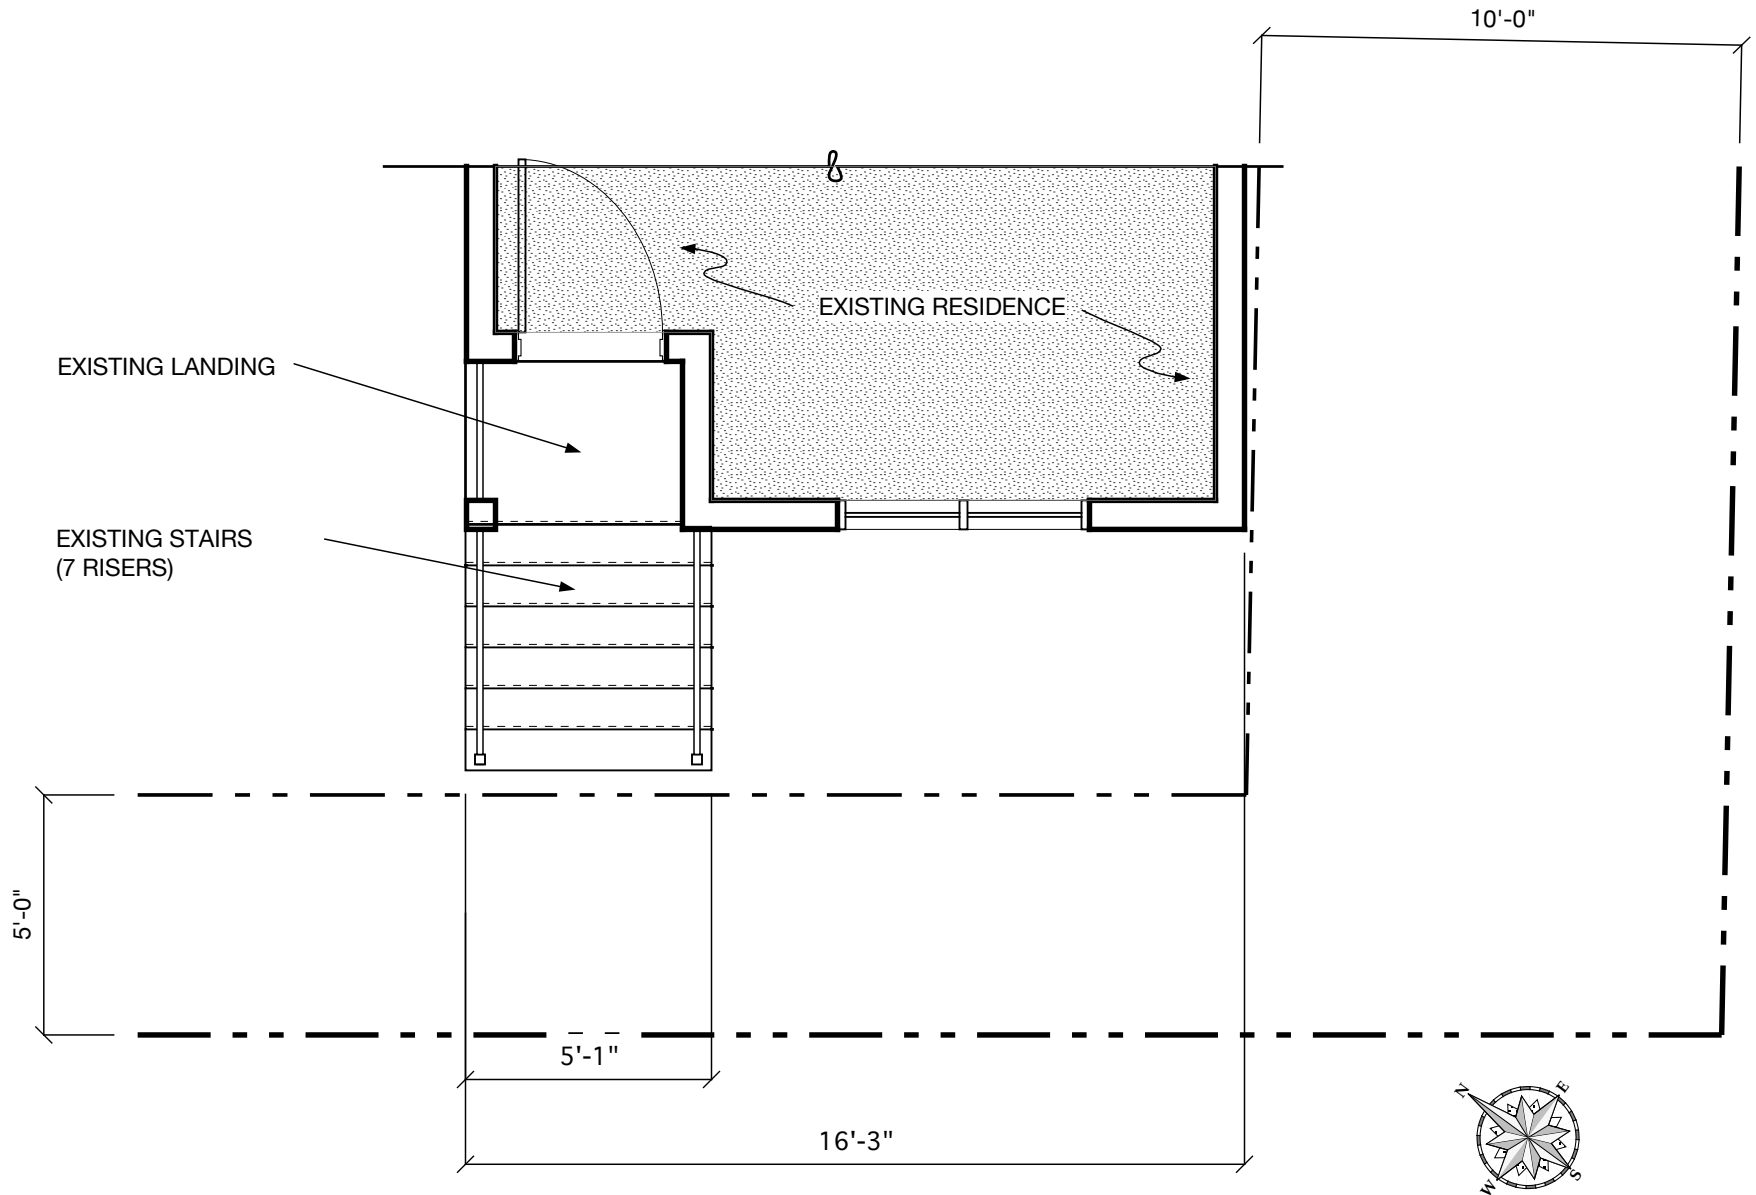 10'-0"
EXISTING RESIDENCE
EXISTING LANDING
EXISTING STAIRS
(7 RISERS)
5'-0"
5'-1"
16'-3"
N
E
W
S